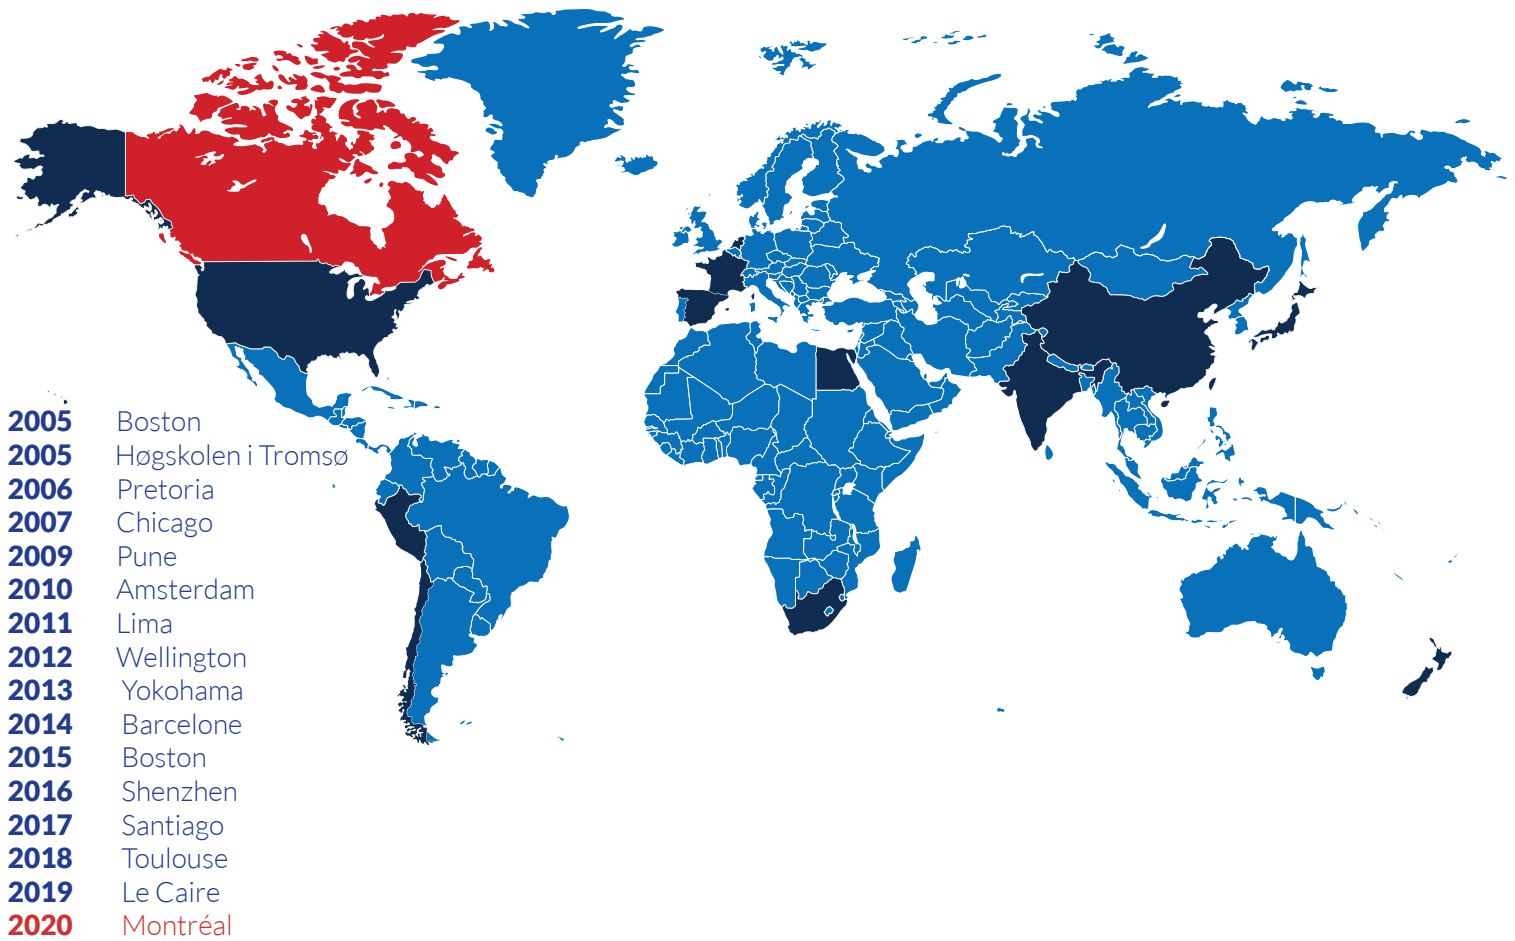 2005 Boston
2005 Høgskolen i Tromsø
2006 Pretoria
2007 Chicago
2009 Pune
2010 Amsterdam
2011 Lima
2012 Wellington
2013 Yokohama
2014 Barcelone
2015 Boston
2016 Shenzhen
2017 Santiago
2018 Toulouse
2019 Le Caire
2020 Montréal